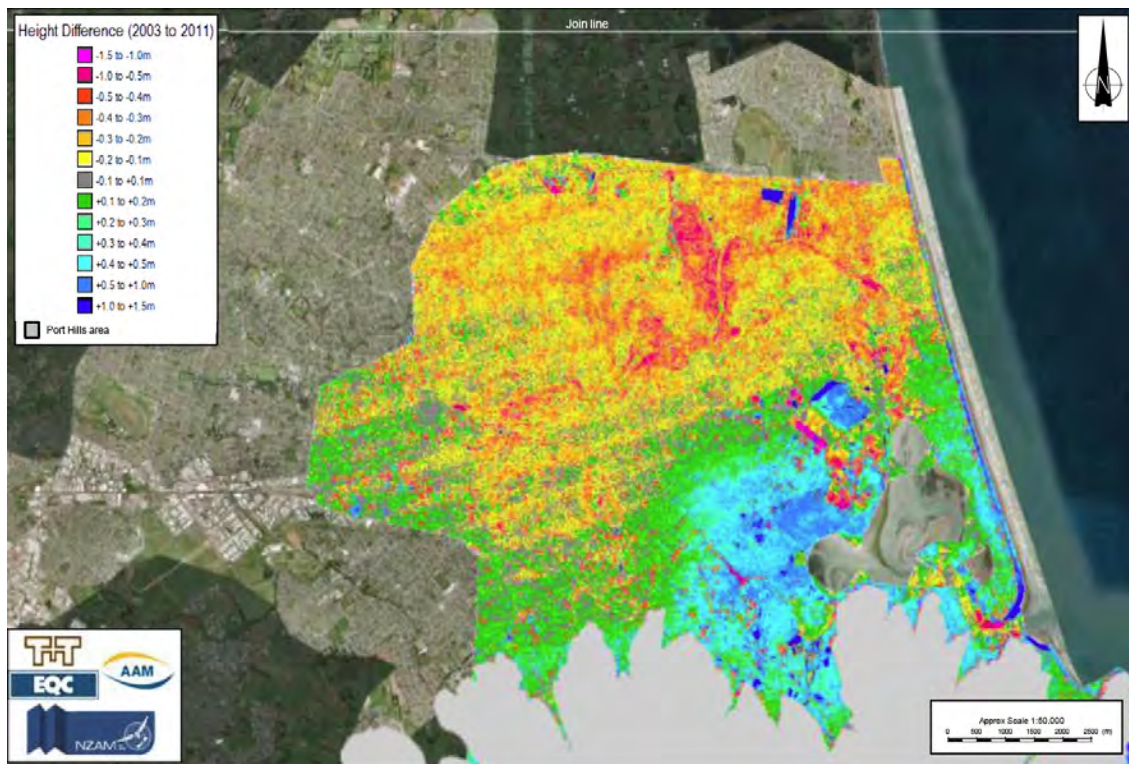 Join line
Height Difference (2003 to 2011)
-1.5 to -1.0m
-1.0 to -0.5m
-0.5 to -0.4m
-0.4 to -0.3m
-0.3 to -0.2m
-0.2 to -0.1m
-0.1 to +0.1m
+0.1 to +0.2m
+0.2 to +0.3m
+0.3 to +0.4m
+0.4 to +0.5m
+0.5 to +1.0m
+1.0 to +1.5m
Port Hills area
N
T+T
EQC
AAM
NZAM
Approx Scale 1:50,000
0 500 1000 1500 2000 2500 (m)